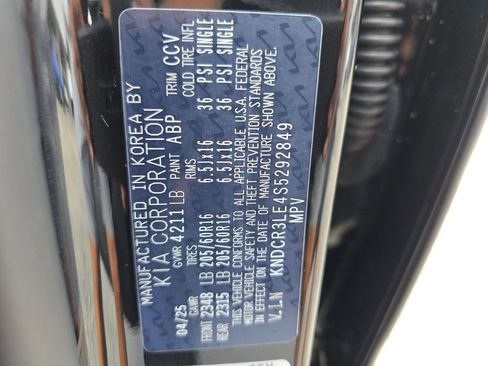 MANUFACTURED IN KOREA BY
KIA CORPORATION
GVWR 4211 LB PAINT ABP TRIM CCV
04/25 GAWR TIRES RIMS COLD TIRE INFL
FRONT 2348 LB 205/60R16 6.5JX16 36 PSI SINGLE
REAR 2315 LB 205/60R16 6.5JX16 36 PSI SINGLE
THIS VEHICLE CONFORMS TO ALL APPLICABLE U.S.A. FEDERAL
MOTOR VEHICLE SAFETY AND THEFT PREVENTION STANDARDS
IN EFFECT ON THE DATE OF MANUFACTURE SHOWN ABOVE.
V.I.N KNDCR3LE4S5292849
MPV